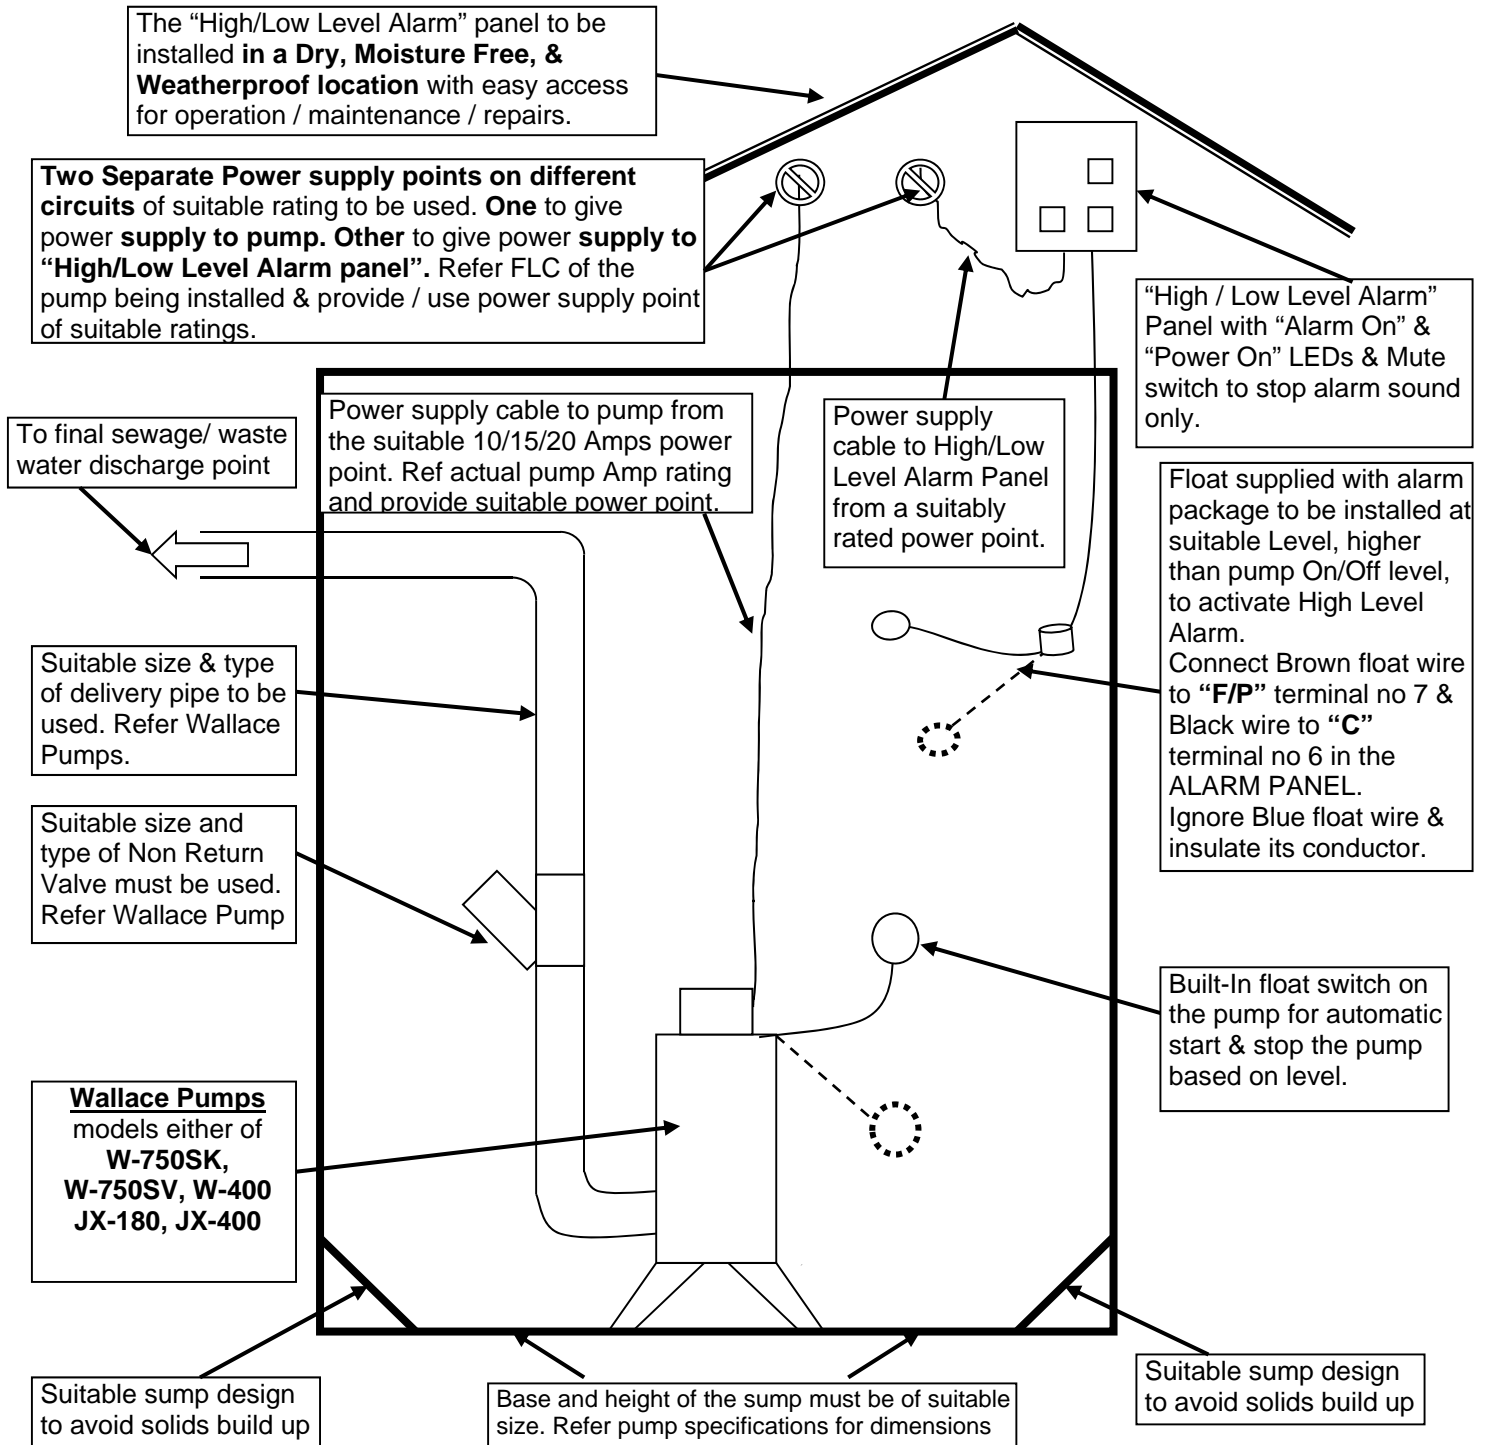 The “High/Low Level Alarm” panel to be
installed in a Dry, Moisture Free, &
Weatherproof location with easy access
for operation / maintenance / repairs.
Two Separate Power supply points on different
circuits of suitable rating to be used. One to give
power supply to pump. Other to give power supply to
“High/Low Level Alarm panel”. Refer FLC of the
pump being installed & provide / use power supply point
of suitable ratings.
“High / Low Level Alarm”
Panel with “Alarm On” &
“Power On” LEDs & Mute
switch to stop alarm sound
only.
To final sewage/ waste
water discharge point
Power supply cable to pump from
the suitable 10/15/20 Amps power
point. Ref actual pump Amp rating
and provide suitable power point.
Power supply
cable to High/Low
Level Alarm Panel
from a suitably
rated power point.
Float supplied with alarm
package to be installed at
suitable Level, higher
than pump On/Off level,
to activate High Level
Alarm.
Connect Brown float wire
to “F/P” terminal no 7 &
Black wire to “C”
terminal no 6 in the
ALARM PANEL.
Ignore Blue float wire &
insulate its conductor.
Suitable size & type
of delivery pipe to be
used. Refer Wallace
Pumps.
Suitable size and
type of Non Return
Valve must be used.
Refer Wallace Pump
Built-In float switch on
the pump for automatic
start & stop the pump
based on level.
Wallace Pumps
models either of
W-750SK,
W-750SV, W-400
JX-180, JX-400
Suitable sump design
to avoid solids build up
Base and height of the sump must be of suitable
size. Refer pump specifications for dimensions
Suitable sump design
to avoid solids build up